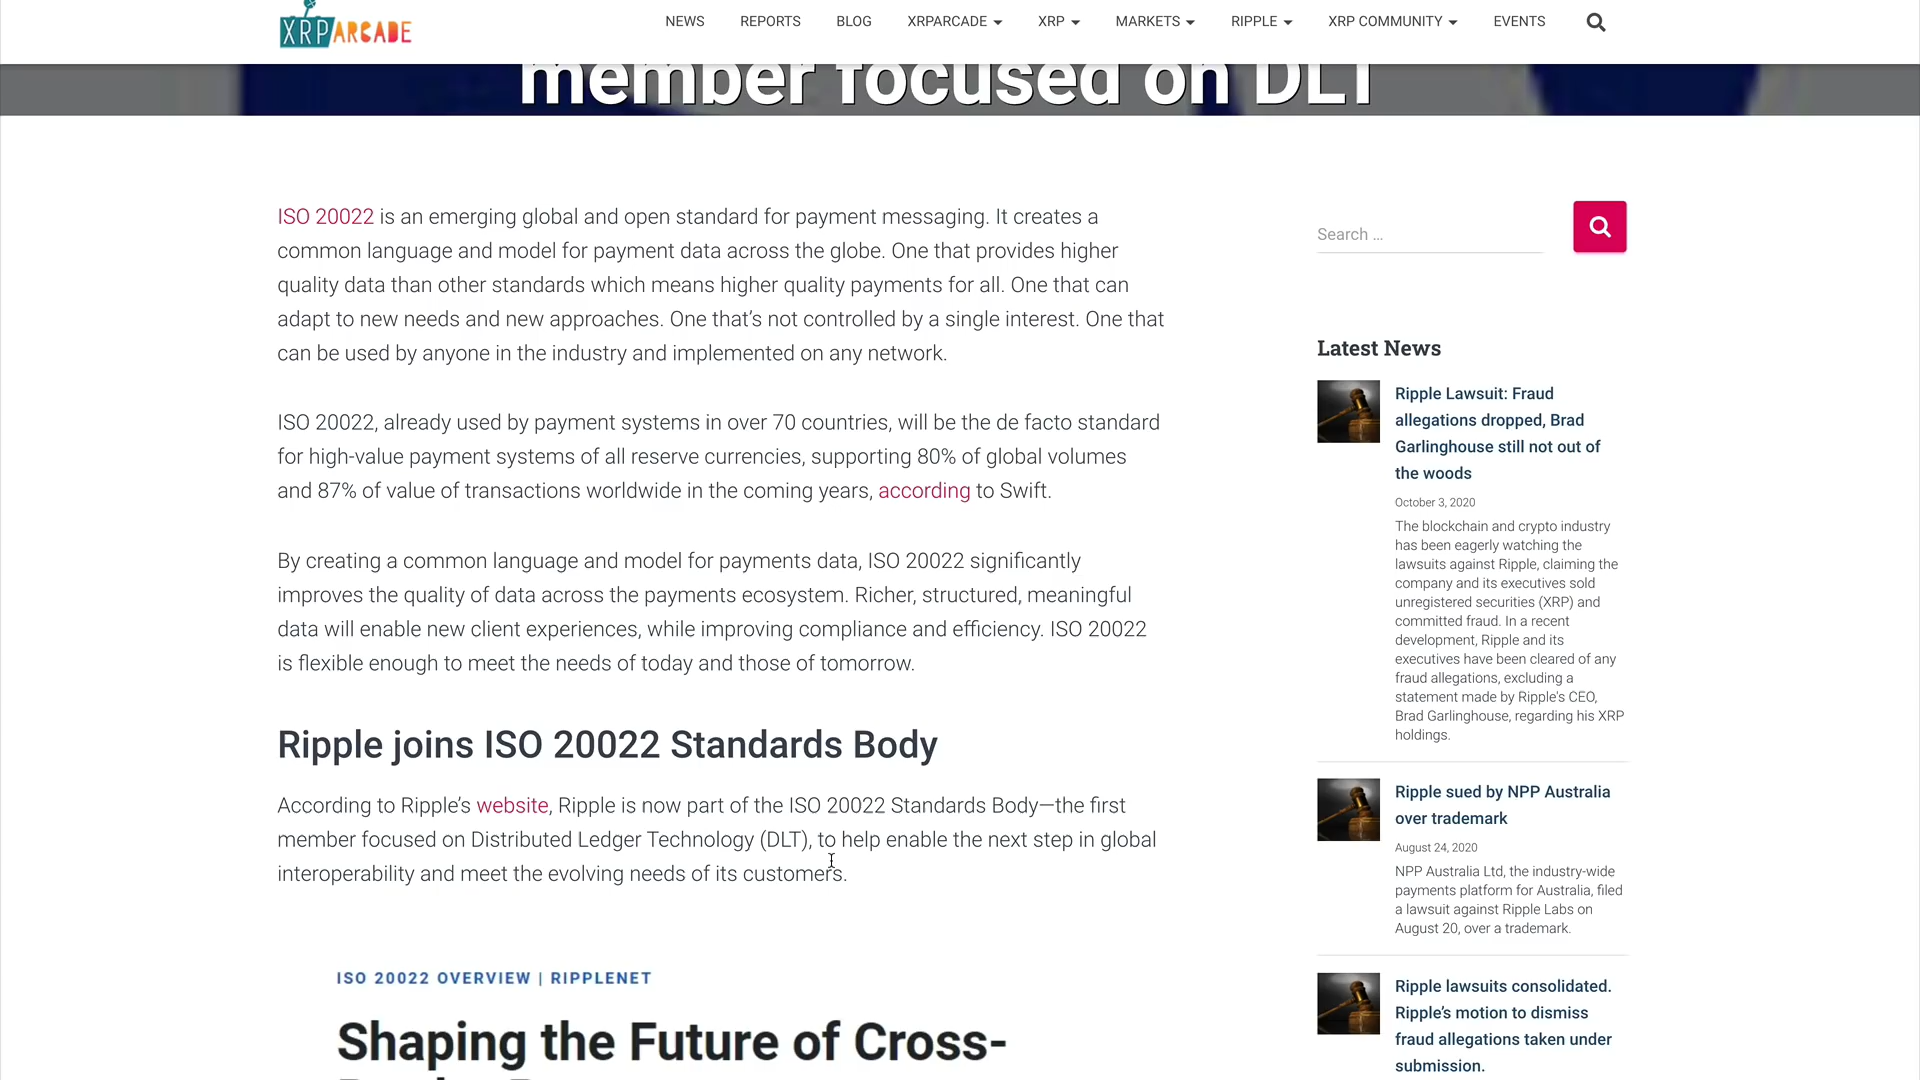 XRPARCADE
NEWS REPORTS BLOG XRPARCADE XRP MARKETS RIPPLE XRP COMMUNITY EVENTS
member focused on DLT
ISO 20022 is an emerging global and open standard for payment messaging. It creates a
common language and model for payment data across the globe. One that provides higher
quality data than other standards which means higher quality payments for all. One that can
adapt to new needs and new approaches. One that’s not controlled by a single interest. One that
can be used by anyone in the industry and implemented on any network.
ISO 20022, already used by payment systems in over 70 countries, will be the de facto standard
for high-value payment systems of all reserve currencies, supporting 80% of global volumes
and 87% of value of transactions worldwide in the coming years, according to Swift.
By creating a common language and model for payments data, ISO 20022 significantly
improves the quality of data across the payments ecosystem. Richer, structured, meaningful
data will enable new client experiences, while improving compliance and efficiency. ISO 20022
is flexible enough to meet the needs of today and those of tomorrow.
Ripple joins ISO 20022 Standards Body
According to Ripple’s website, Ripple is now part of the ISO 20022 Standards Body—the first
member focused on Distributed Ledger Technology (DLT), to help enable the next step in global
interoperability and meet the evolving needs of its customers.
ISO 20022 OVERVIEW | RIPPLENET
Shaping the Future of Cross-
Search …
Latest News
Ripple Lawsuit: Fraud
allegations dropped, Brad
Garlinghouse still not out of
the woods
October 3, 2020
The blockchain and crypto industry
has been eagerly watching the
lawsuits against Ripple, claiming the
company and its executives sold
unregistered securities (XRP) and
committed fraud. In a recent
development, Ripple and its
executives have been cleared of any
fraud allegations, excluding a
statement made by Ripple's CEO,
Brad Garlinghouse, regarding his XRP
holdings.
Ripple sued by NPP Australia
over trademark
August 24, 2020
NPP Australia Ltd, the industry-wide
payments platform for Australia, filed
a lawsuit against Ripple Labs on
August 20, over a trademark.
Ripple lawsuits consolidated.
Ripple’s motion to dismiss
fraud allegations taken under
submission.